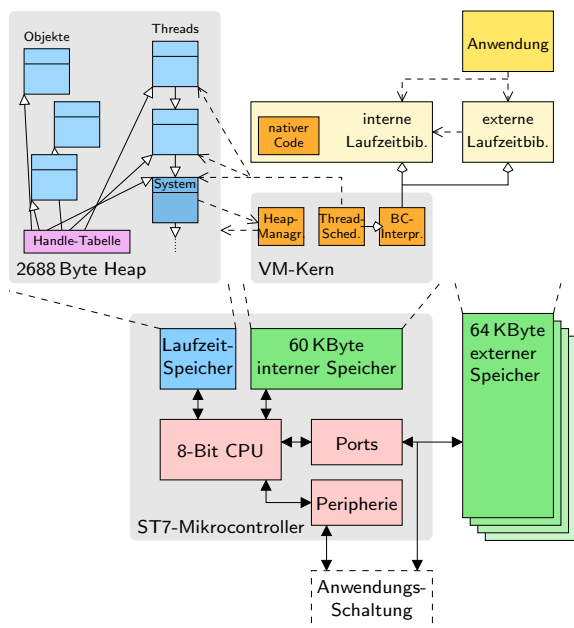 Objekte
Threads
Anwendung
nativer
Code
interne
Laufzeitbib.
externe
Laufzeitbib.
System
Heap-
Managr.
Thread-
Sched.
BC-
Interpr.
Handle-Tabelle
2688 Byte Heap
VM-Kern
Laufzeit-
Speicher
60 KByte
interner Speicher
64 KByte
externer
Speicher
8-Bit CPU
Ports
Peripherie
ST7-Mikrocontroller
Anwendungs-
Schaltung